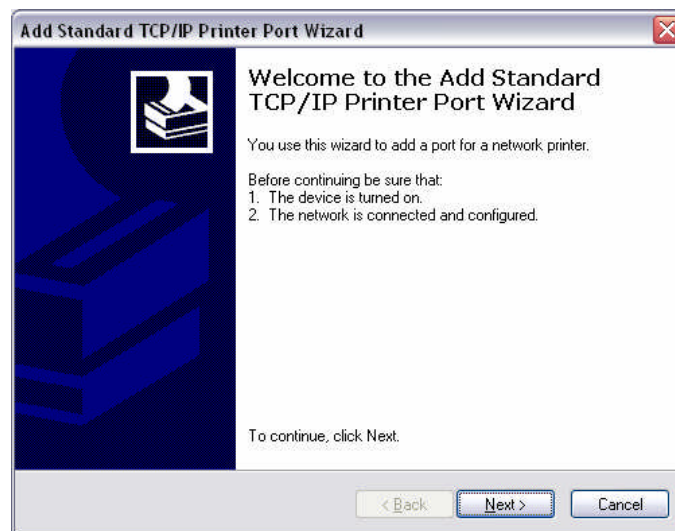 Add Standard TCP/IP Printer Port Wizard
Welcome to the Add Standard
TCP/IP Printer Port Wizard
You use this wizard to add a port for a network printer.
Before continuing be sure that:
1. The device is turned on.
2. The network is connected and configured.
To continue, click Next.
< Back
Next >
Cancel